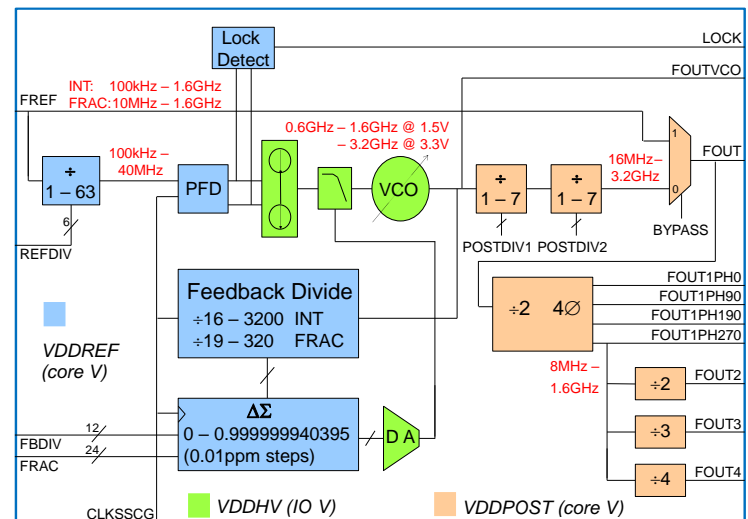 Lock
Detect
LOCK
FOUTVCO
INT: 100kHz – 1.6GHz
FRAC:10MHz – 1.6GHz
FREF
0.6GHz – 1.6GHz @ 1.5V
– 3.2GHz @ 3.3V
100kHz –
40MHz
÷
1 – 63
6
REFDIV
PFD
VCO
÷
1 – 7
POSTDIV1
÷
1 – 7
POSTDIV2
16MHz–
3.2GHz
1
0
FOUT
BYPASS
Feedback Divide
÷16 – 3200 INT
÷19 – 320 FRAC
÷2 4∅
FOUT1PH0
FOUT1PH90
FOUT1PH190
FOUT1PH270
VDDREF
(core V)
8MHz –
1.6GHz
÷2
FOUT2
÷3
FOUT3
÷4
FOUT4
ΔΣ
0 – 0.999999940395
(0.01ppm steps)
D A
12
FBDIV
24
FRAC
CLKSSCG
VDDHV (IO V)
VDDPOST (core V)